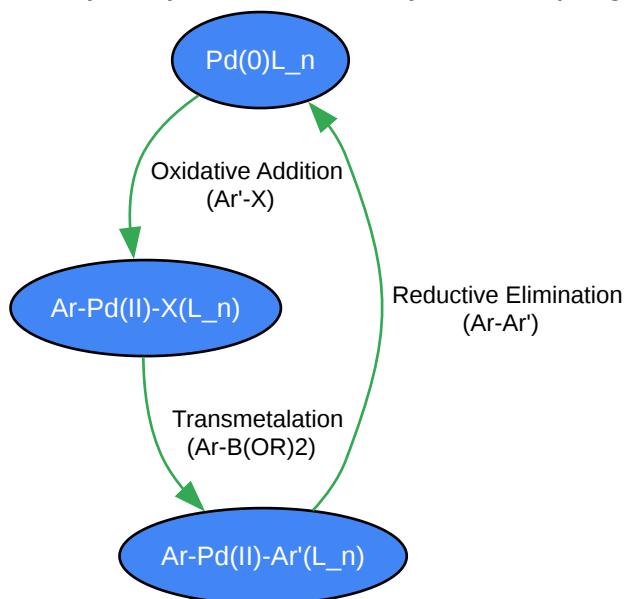 Pd(0)L_n
Oxidative Addition
(Ar'-X)
Ar-Pd(II)-X(L_n)
Reductive Elimination
(Ar-Ar')
Transmetalation
(Ar-B(OR)2)
Ar-Pd(II)-Ar'(L_n)